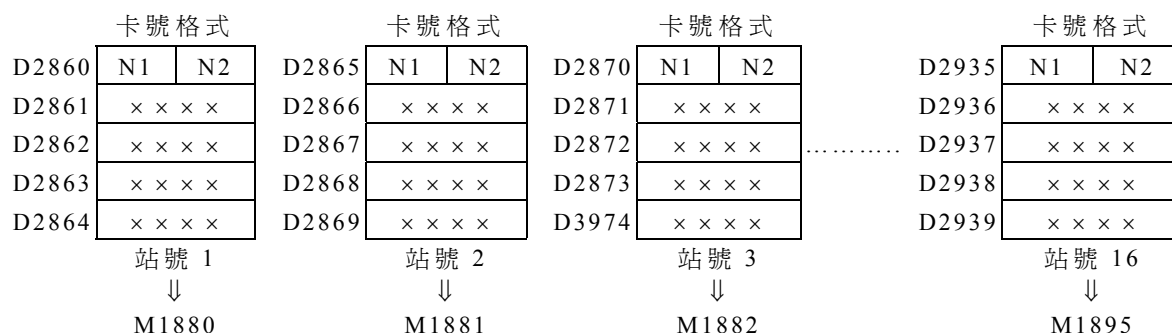 卡號格式 卡號格式 卡號格式 卡號格式
D2860 N1 N2 D2865 N1 N2 D2870 N1 N2 D2935 N1 N2
D2861 × × × × D2866 × × × × D2871 × × × × D2936 × × × ×
D2862 × × × × D2867 × × × × D2872 × × × × ……….. D2937 × × × ×
D2863 × × × × D2868 × × × × D2873 × × × × D2938 × × × ×
D2864 × × × × D2869 × × × × D3974 × × × × D2939 × × × ×
站號 1 站號 2 站號 3 站號 16
⇓ ⇓ ⇓ ⇓
M1880 M1881 M1882 M1895